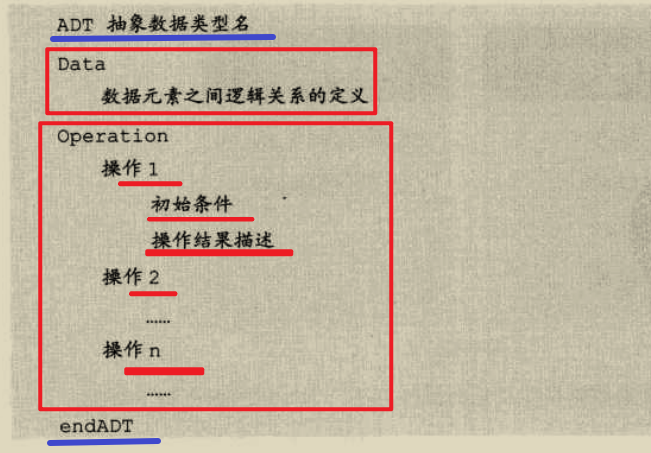 ADT 抽象数据类型名
Data
数据元素之间逻辑关系的定义
Operation
操作1
初始条件
操作结果描述
操作2
……
操作n
……
endADT